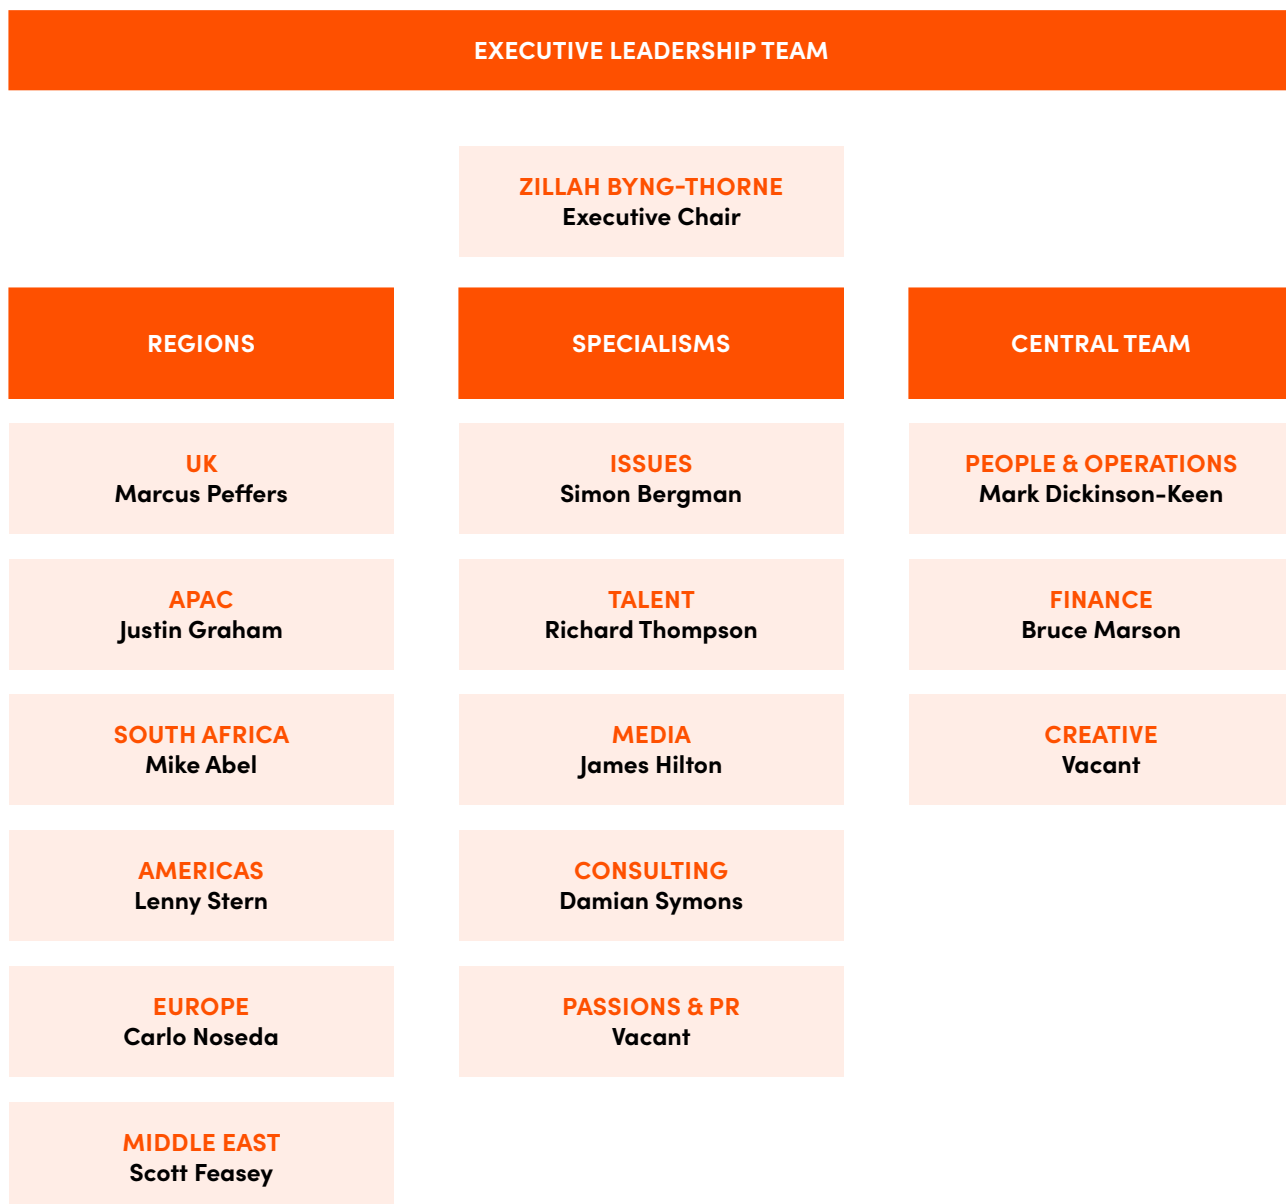 EXECUTIVE LEADERSHIP TEAM
ZILLAH BYNG-THORNE
Executive Chair
REGIONS
UK
Marcus Peffers
APAC
Justin Graham
SOUTH AFRICA
Mike Abel
AMERICAS
Lenny Stern
EUROPE
Carlo Noseda
MIDDLE EAST
Scott Feasey
SPECIALISMS
ISSUES
Simon Bergman
TALENT
Richard Thompson
MEDIA
James Hilton
CONSULTING
Damian Symons
PASSIONS & PR
Vacant
CENTRAL TEAM
PEOPLE & OPERATIONS
Mark Dickinson-Keen
FINANCE
Bruce Marson
CREATIVE
Vacant